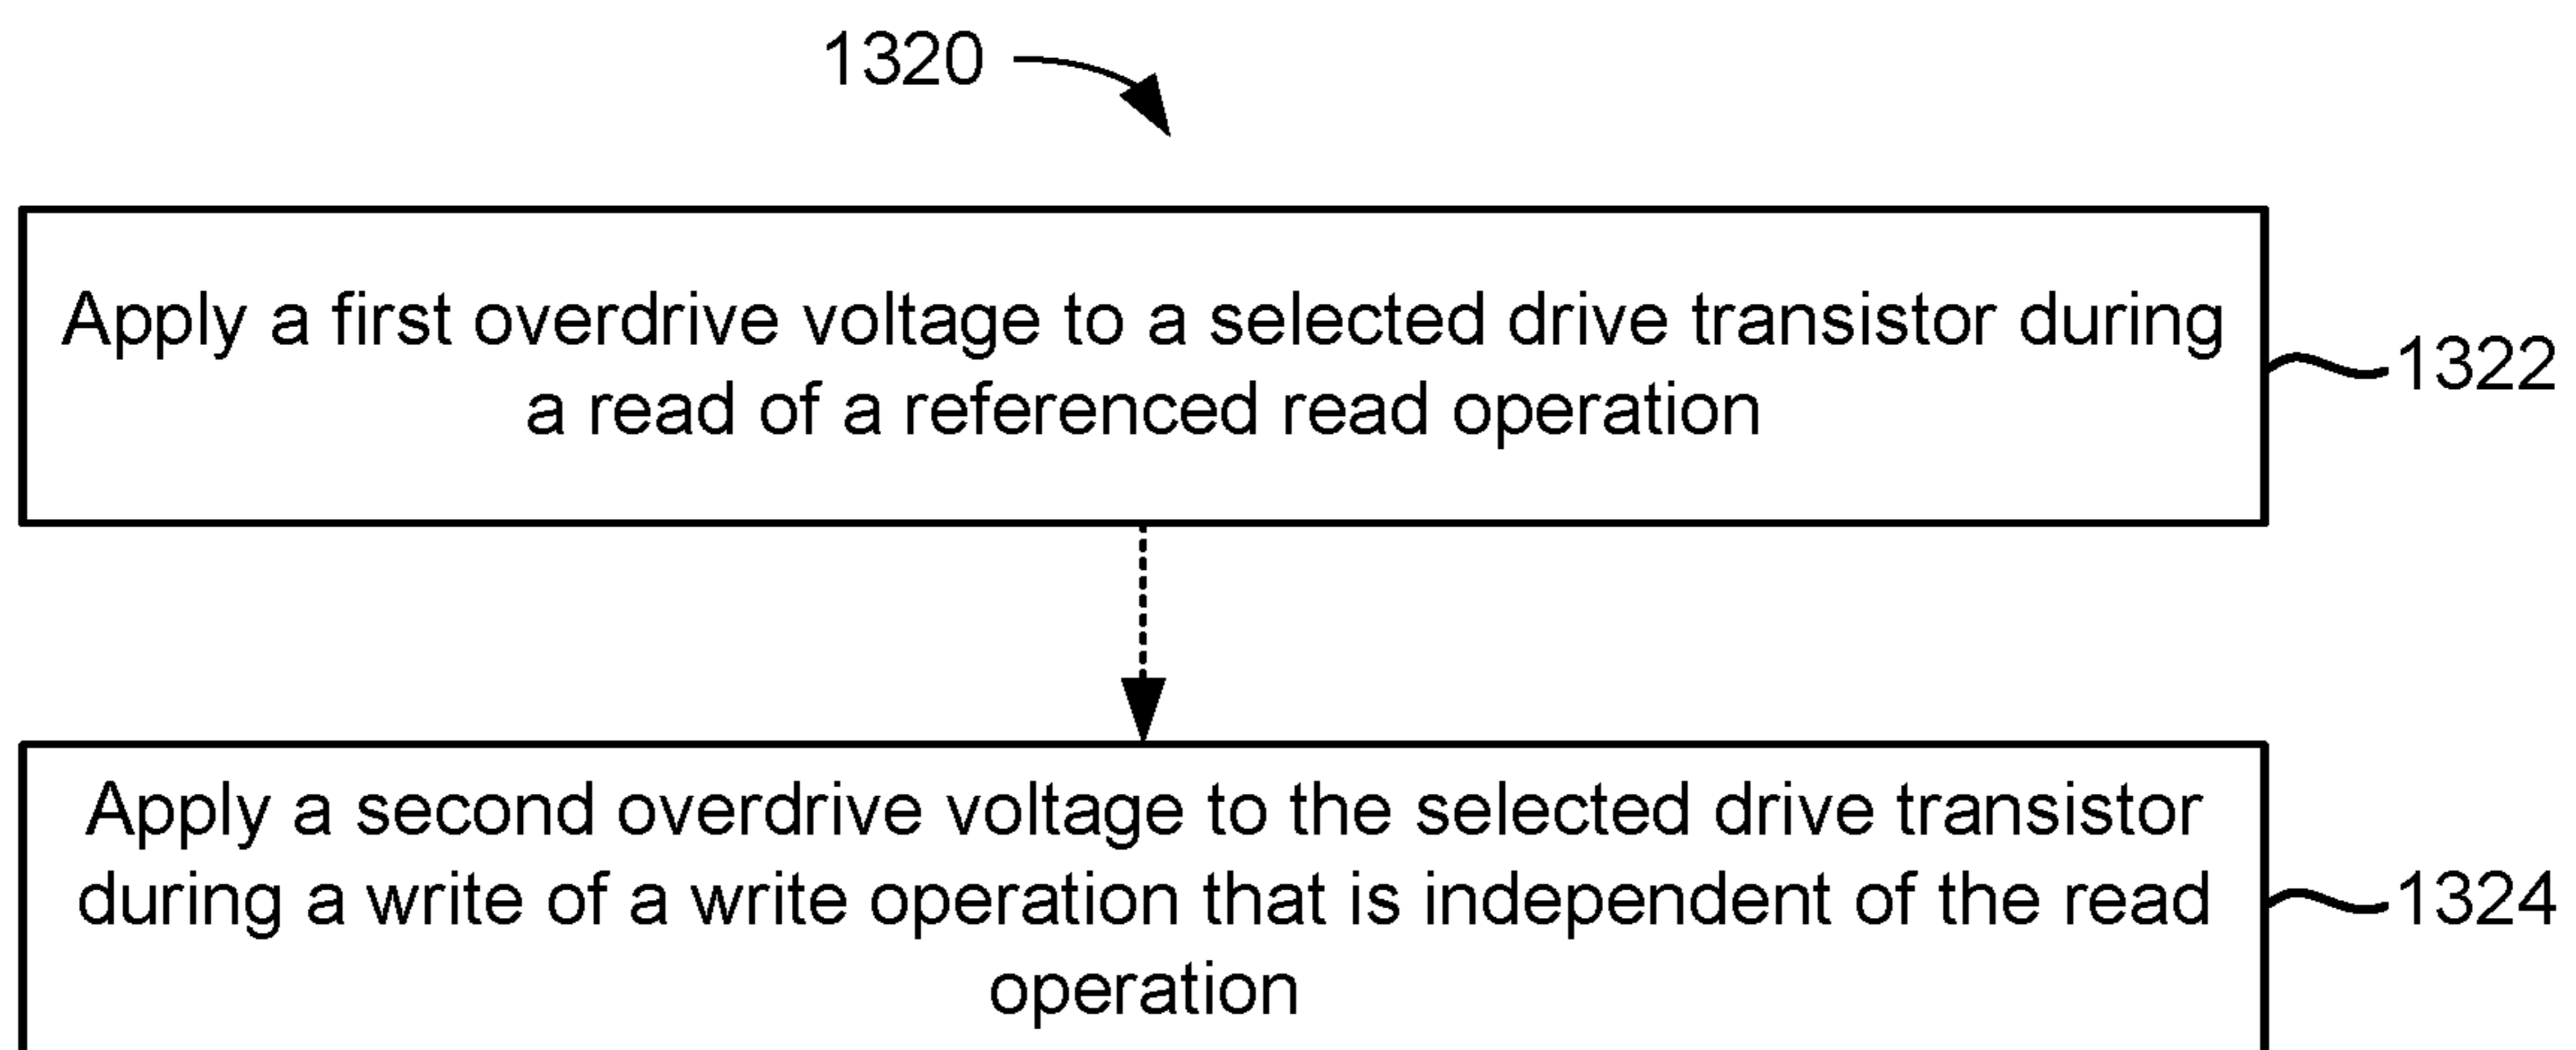 1320
Apply a first overdrive voltage to a selected drive transistor during
a read of a referenced read operation
1322
Apply a second overdrive voltage to the selected drive transistor
during a write of a write operation that is independent of the read
operation
1324